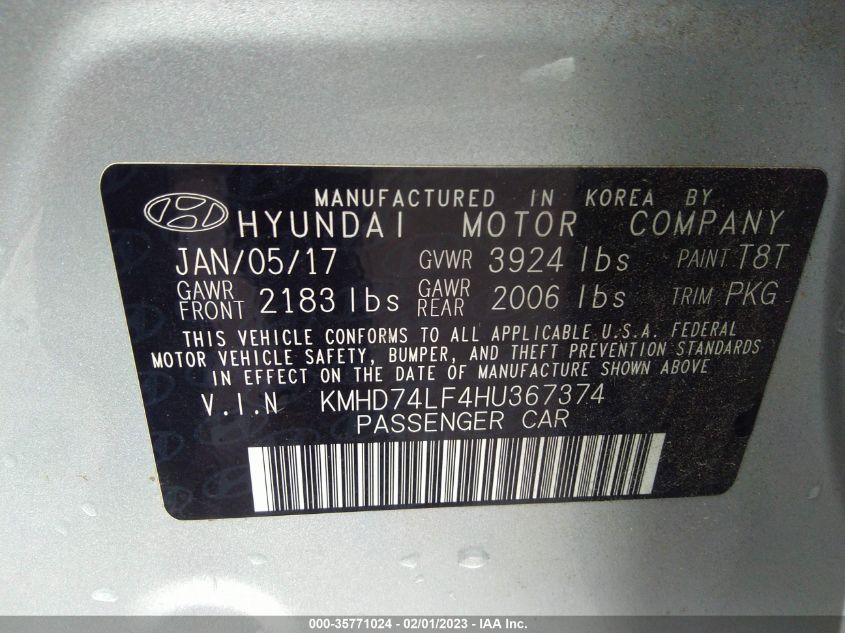 MANUFACTURED IN KOREA BY
HYUNDAI MOTOR COMPANY
JAN/05/17 GVWR 3924 lbs PAINT T8T
GAWR FRONT 2183 lbs GAWR REAR 2006 lbs TRIM PKG
THIS VEHICLE CONFORMS TO ALL APPLICABLE U.S.A. FEDERAL
MOTOR VEHICLE SAFETY, BUMPER, AND THEFT PREVENTION STANDARDS
IN EFFECT ON THE DATE OF MANUFACTURE SHOWN ABOVE
V.I.N KMHD74LF4HU367374
PASSENGER CAR
000-35771024 - 02/01/2023 - IAA Inc.